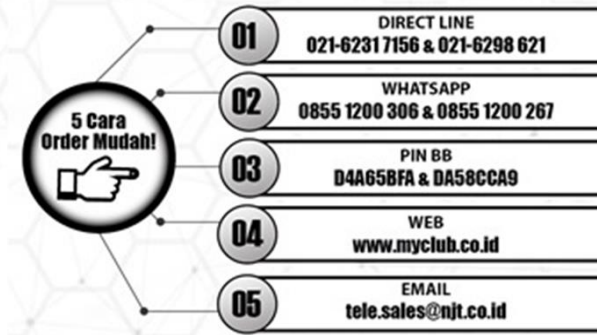 5 Cara
Order Mudah!
01
DIRECT LINE
021-6231 7156 & 021-6298 621
02
WHATSAPP
0855 1200 306 & 0855 1200 267
03
PIN BB
D4A65BFA & DA58CCA9
04
WEB
www.myclub.co.id
05
EMAIL
tele.sales@njt.co.id